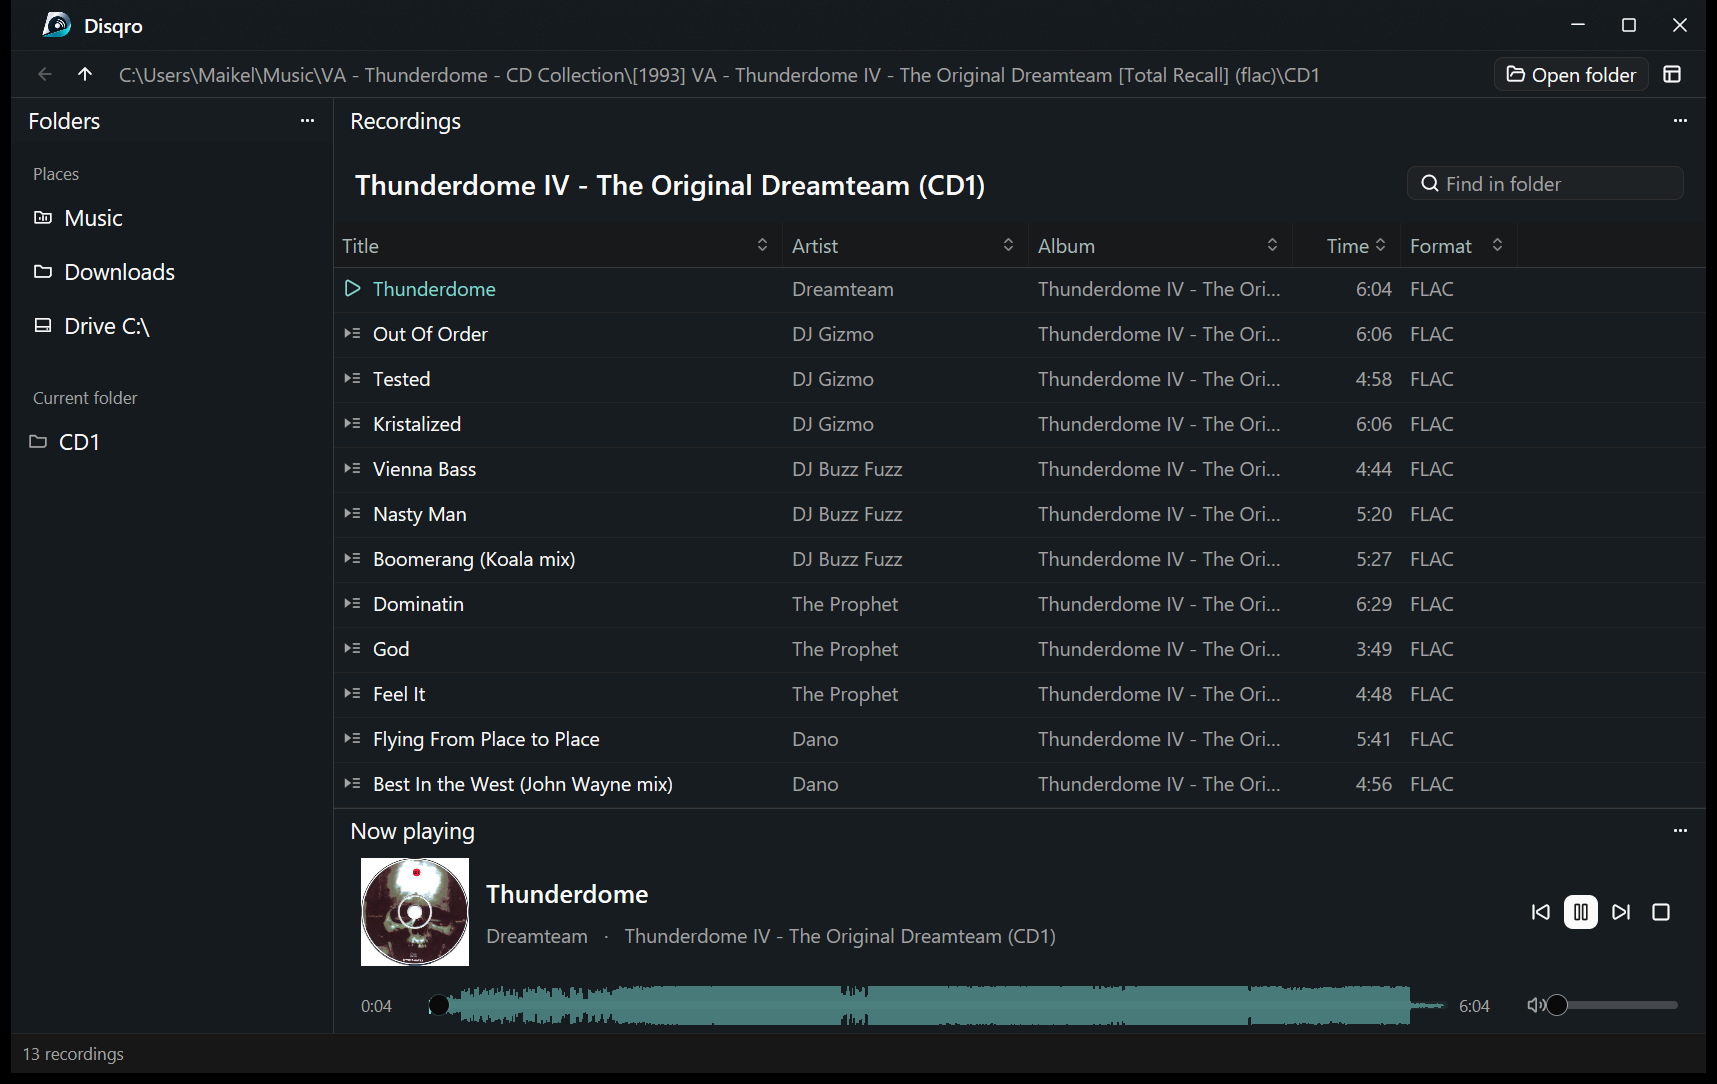 Disqro
C:\Users\Maikel\Music\VA - Thunderdome - CD Collection\[1993] VA - Thunderdome IV - The Original Dreamteam [Total Recall] (flac)\CD1
Open folder
Folders
Places
Music
Downloads
Drive C:\
Current folder
CD1
Recordings
Thunderdome IV - The Original Dreamteam (CD1)
Find in folder
Title Artist Album Time Format
Thunderdome Dreamteam Thunderdome IV - The Ori... 6:04 FLAC
Out Of Order DJ Gizmo Thunderdome IV - The Ori... 6:06 FLAC
Tested DJ Gizmo Thunderdome IV - The Ori... 4:58 FLAC
Kristalized DJ Gizmo Thunderdome IV - The Ori... 6:06 FLAC
Vienna Bass DJ Buzz Fuzz Thunderdome IV - The Ori... 4:44 FLAC
Nasty Man DJ Buzz Fuzz Thunderdome IV - The Ori... 5:20 FLAC
Boomerang (Koala mix) DJ Buzz Fuzz Thunderdome IV - The Ori... 5:27 FLAC
Dominatin The Prophet Thunderdome IV - The Ori... 6:29 FLAC
God The Prophet Thunderdome IV - The Ori... 3:49 FLAC
Feel It The Prophet Thunderdome IV - The Ori... 4:48 FLAC
Flying From Place to Place Dano Thunderdome IV - The Ori... 5:41 FLAC
Best In the West (John Wayne mix) Dano Thunderdome IV - The Ori... 4:56 FLAC
Now playing
Thunderdome
Dreamteam · Thunderdome IV - The Original Dreamteam (CD1)
0:04
6:04
13 recordings